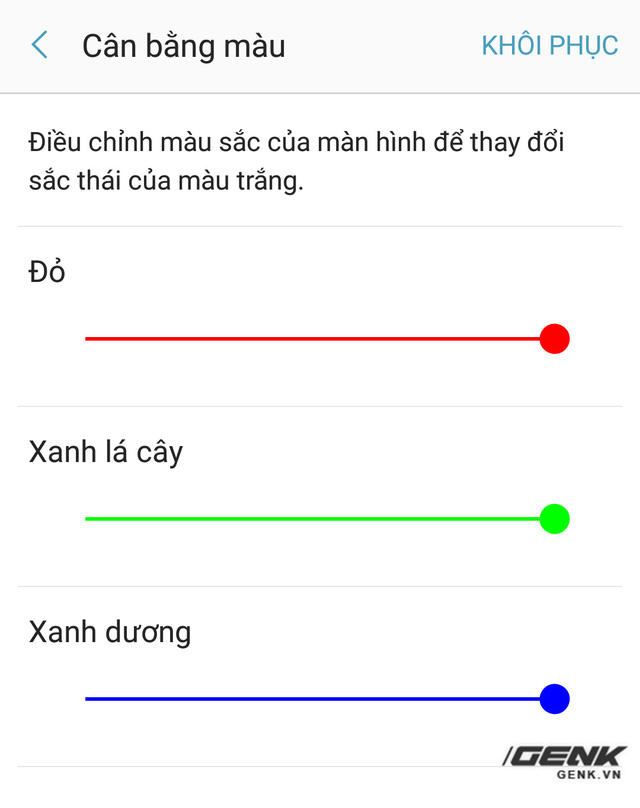 Cân bằng màu
KHÔI PHỤC
Điều chỉnh màu sắc của màn hình để thay đổi
sắc thái của màu trắng.
Đỏ
Xanh lá cây
Xanh dương
GENK
GENK.VN